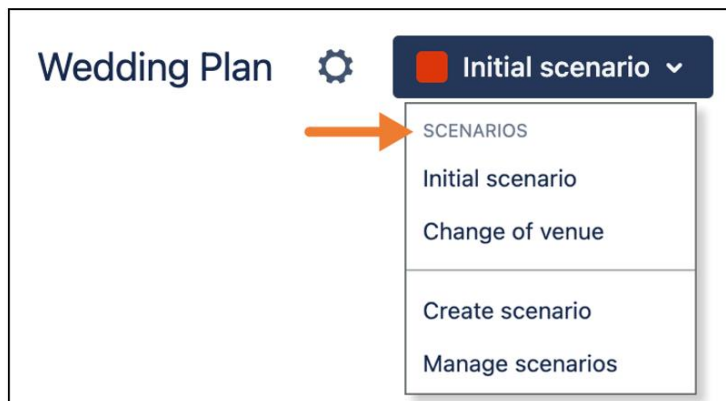 Wedding Plan Initial scenario
SCENARIOS
Initial scenario
Change of venue
Create scenario
Manage scenarios